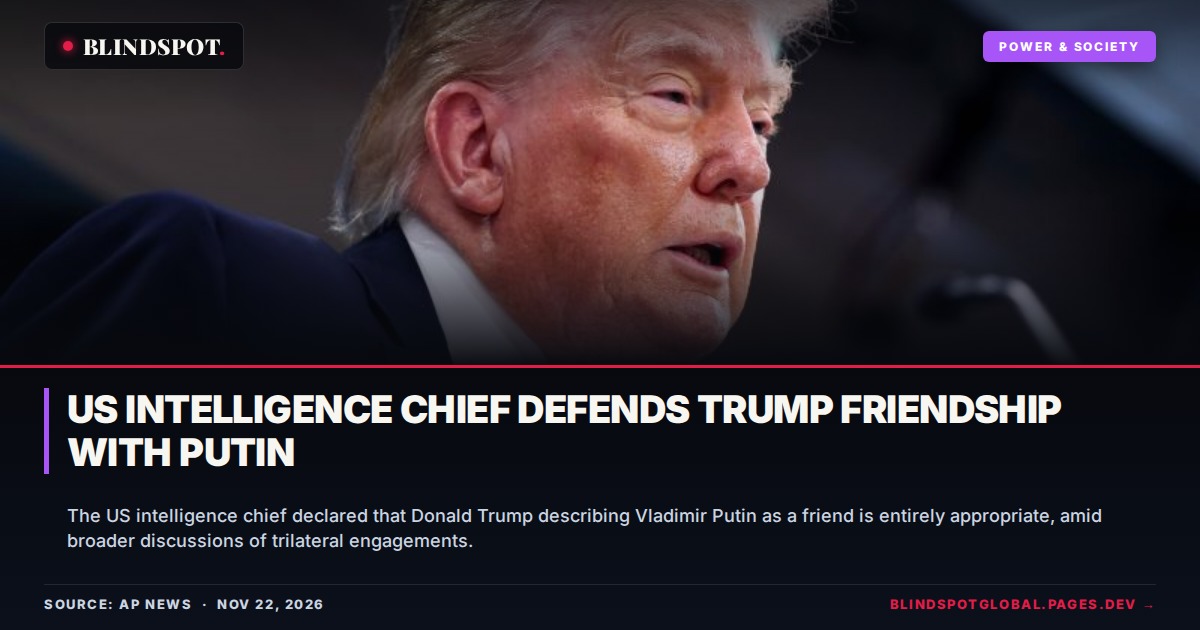 BLINDSPOT.
POWER & SOCIETY
US INTELLIGENCE CHIEF DEFENDS TRUMP FRIENDSHIP
WITH PUTIN
The US intelligence chief declared that Donald Trump describing Vladimir Putin as a friend is entirely appropriate, amid
broader discussions of trilateral engagements.
SOURCE: AP NEWS · NOV 22, 2026
BLINDSPOTGLOBAL.PAGES.DEV →